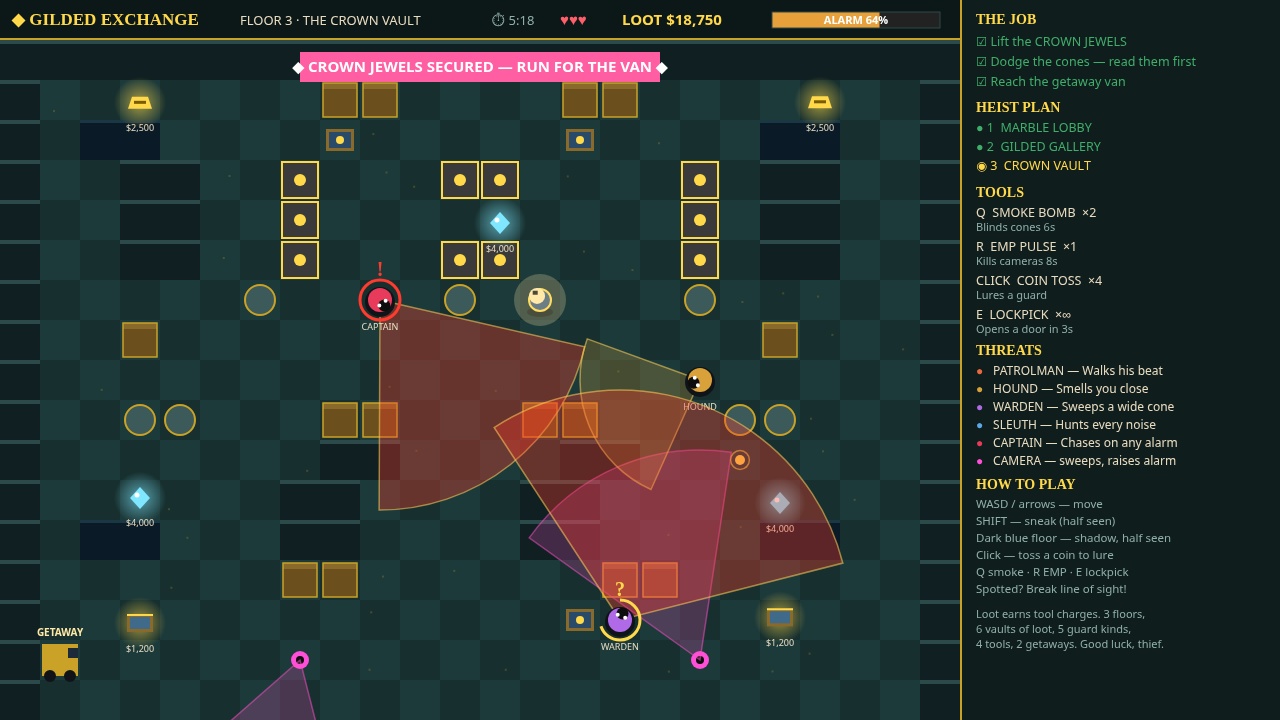 ◆ GILDED EXCHANGE
FLOOR 3 · THE CROWN VAULT
⏱ 5:18
♥♥♥
LOOT $18,750
ALARM 64%
◆ CROWN JEWELS SECURED — RUN FOR THE VAN ◆
$2,500
$2,500
$4,000
!
CAPTAIN
HOUND
$4,000
$4,000
?
WARDEN
GETAWAY
$1,200
$1,200
THE JOB
☑ Lift the CROWN JEWELS
☑ Dodge the cones — read them first
☑ Reach the getaway van
HEIST PLAN
● 1 MARBLE LOBBY
● 2 GILDED GALLERY
◉ 3 CROWN VAULT
TOOLS
Q SMOKE BOMB ×2
Blinds cones 6s
R EMP PULSE ×1
Kills cameras 8s
CLICK COIN TOSS ×4
Lures a guard
E LOCKPICK ×∞
Opens a door in 3s
THREATS
● PATROLMAN — Walks his beat
● HOUND — Smells you close
● WARDEN — Sweeps a wide cone
● SLEUTH — Hunts every noise
● CAPTAIN — Chases on any alarm
● CAMERA — sweeps, raises alarm
HOW TO PLAY
WASD / arrows — move
SHIFT — sneak (half seen)
Dark blue floor — shadow, half seen
Click — toss a coin to lure
Q smoke · R EMP · E lockpick
Spotted? Break line of sight!
Loot earns tool charges. 3 floors,
6 vaults of loot, 5 guard kinds,
4 tools, 2 getaways. Good luck, thief.